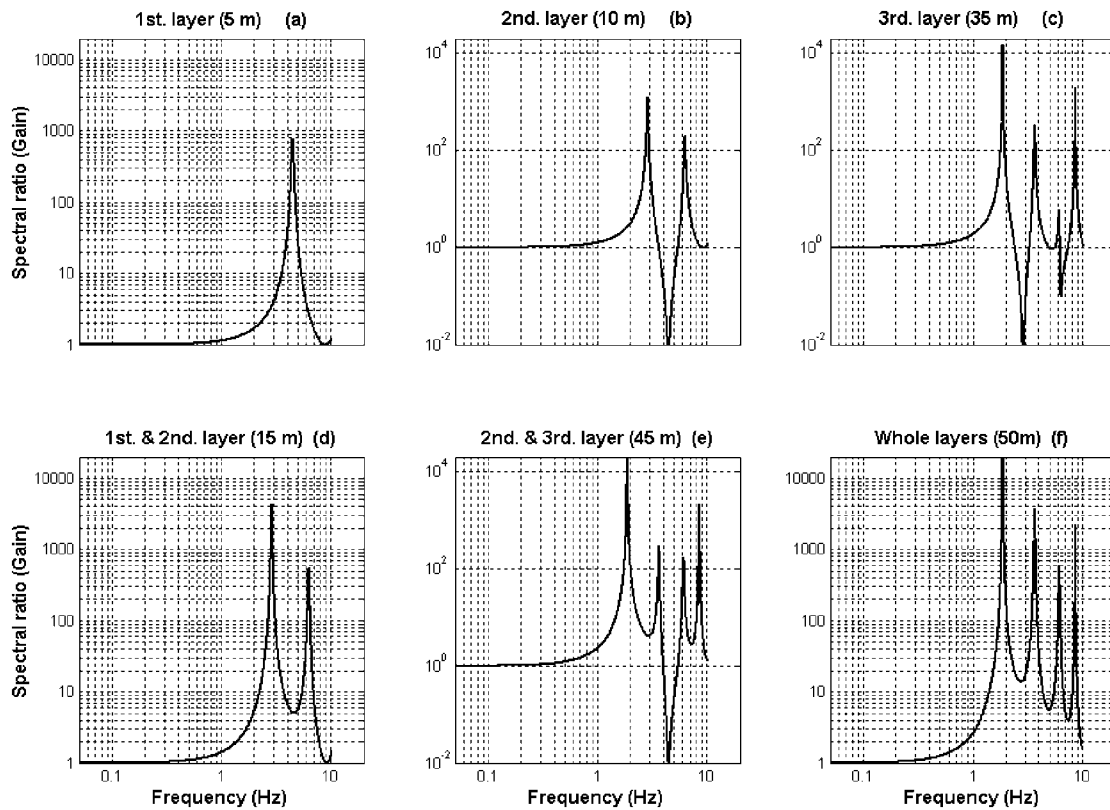 1st. layer (5 m) (a)
2nd. layer (10 m) (b)
3rd. layer (35 m) (c)
Spectral ratio (Gain)
10000
1000
100
10
1
10^4
10^2
10^0
10^-2
10^4
10^2
10^0
10^-2
1st. & 2nd. layer (15 m) (d)
2nd. & 3rd. layer (45 m) (e)
Whole layers (50m) (f)
Spectral ratio (Gain)
10000
1000
100
10
1
10^4
10^2
10^0
10^-2
10000
1000
100
10
1
0.1 1 10
0.1 1 10
0.1 1 10
Frequency (Hz)
Frequency (Hz)
Frequency (Hz)